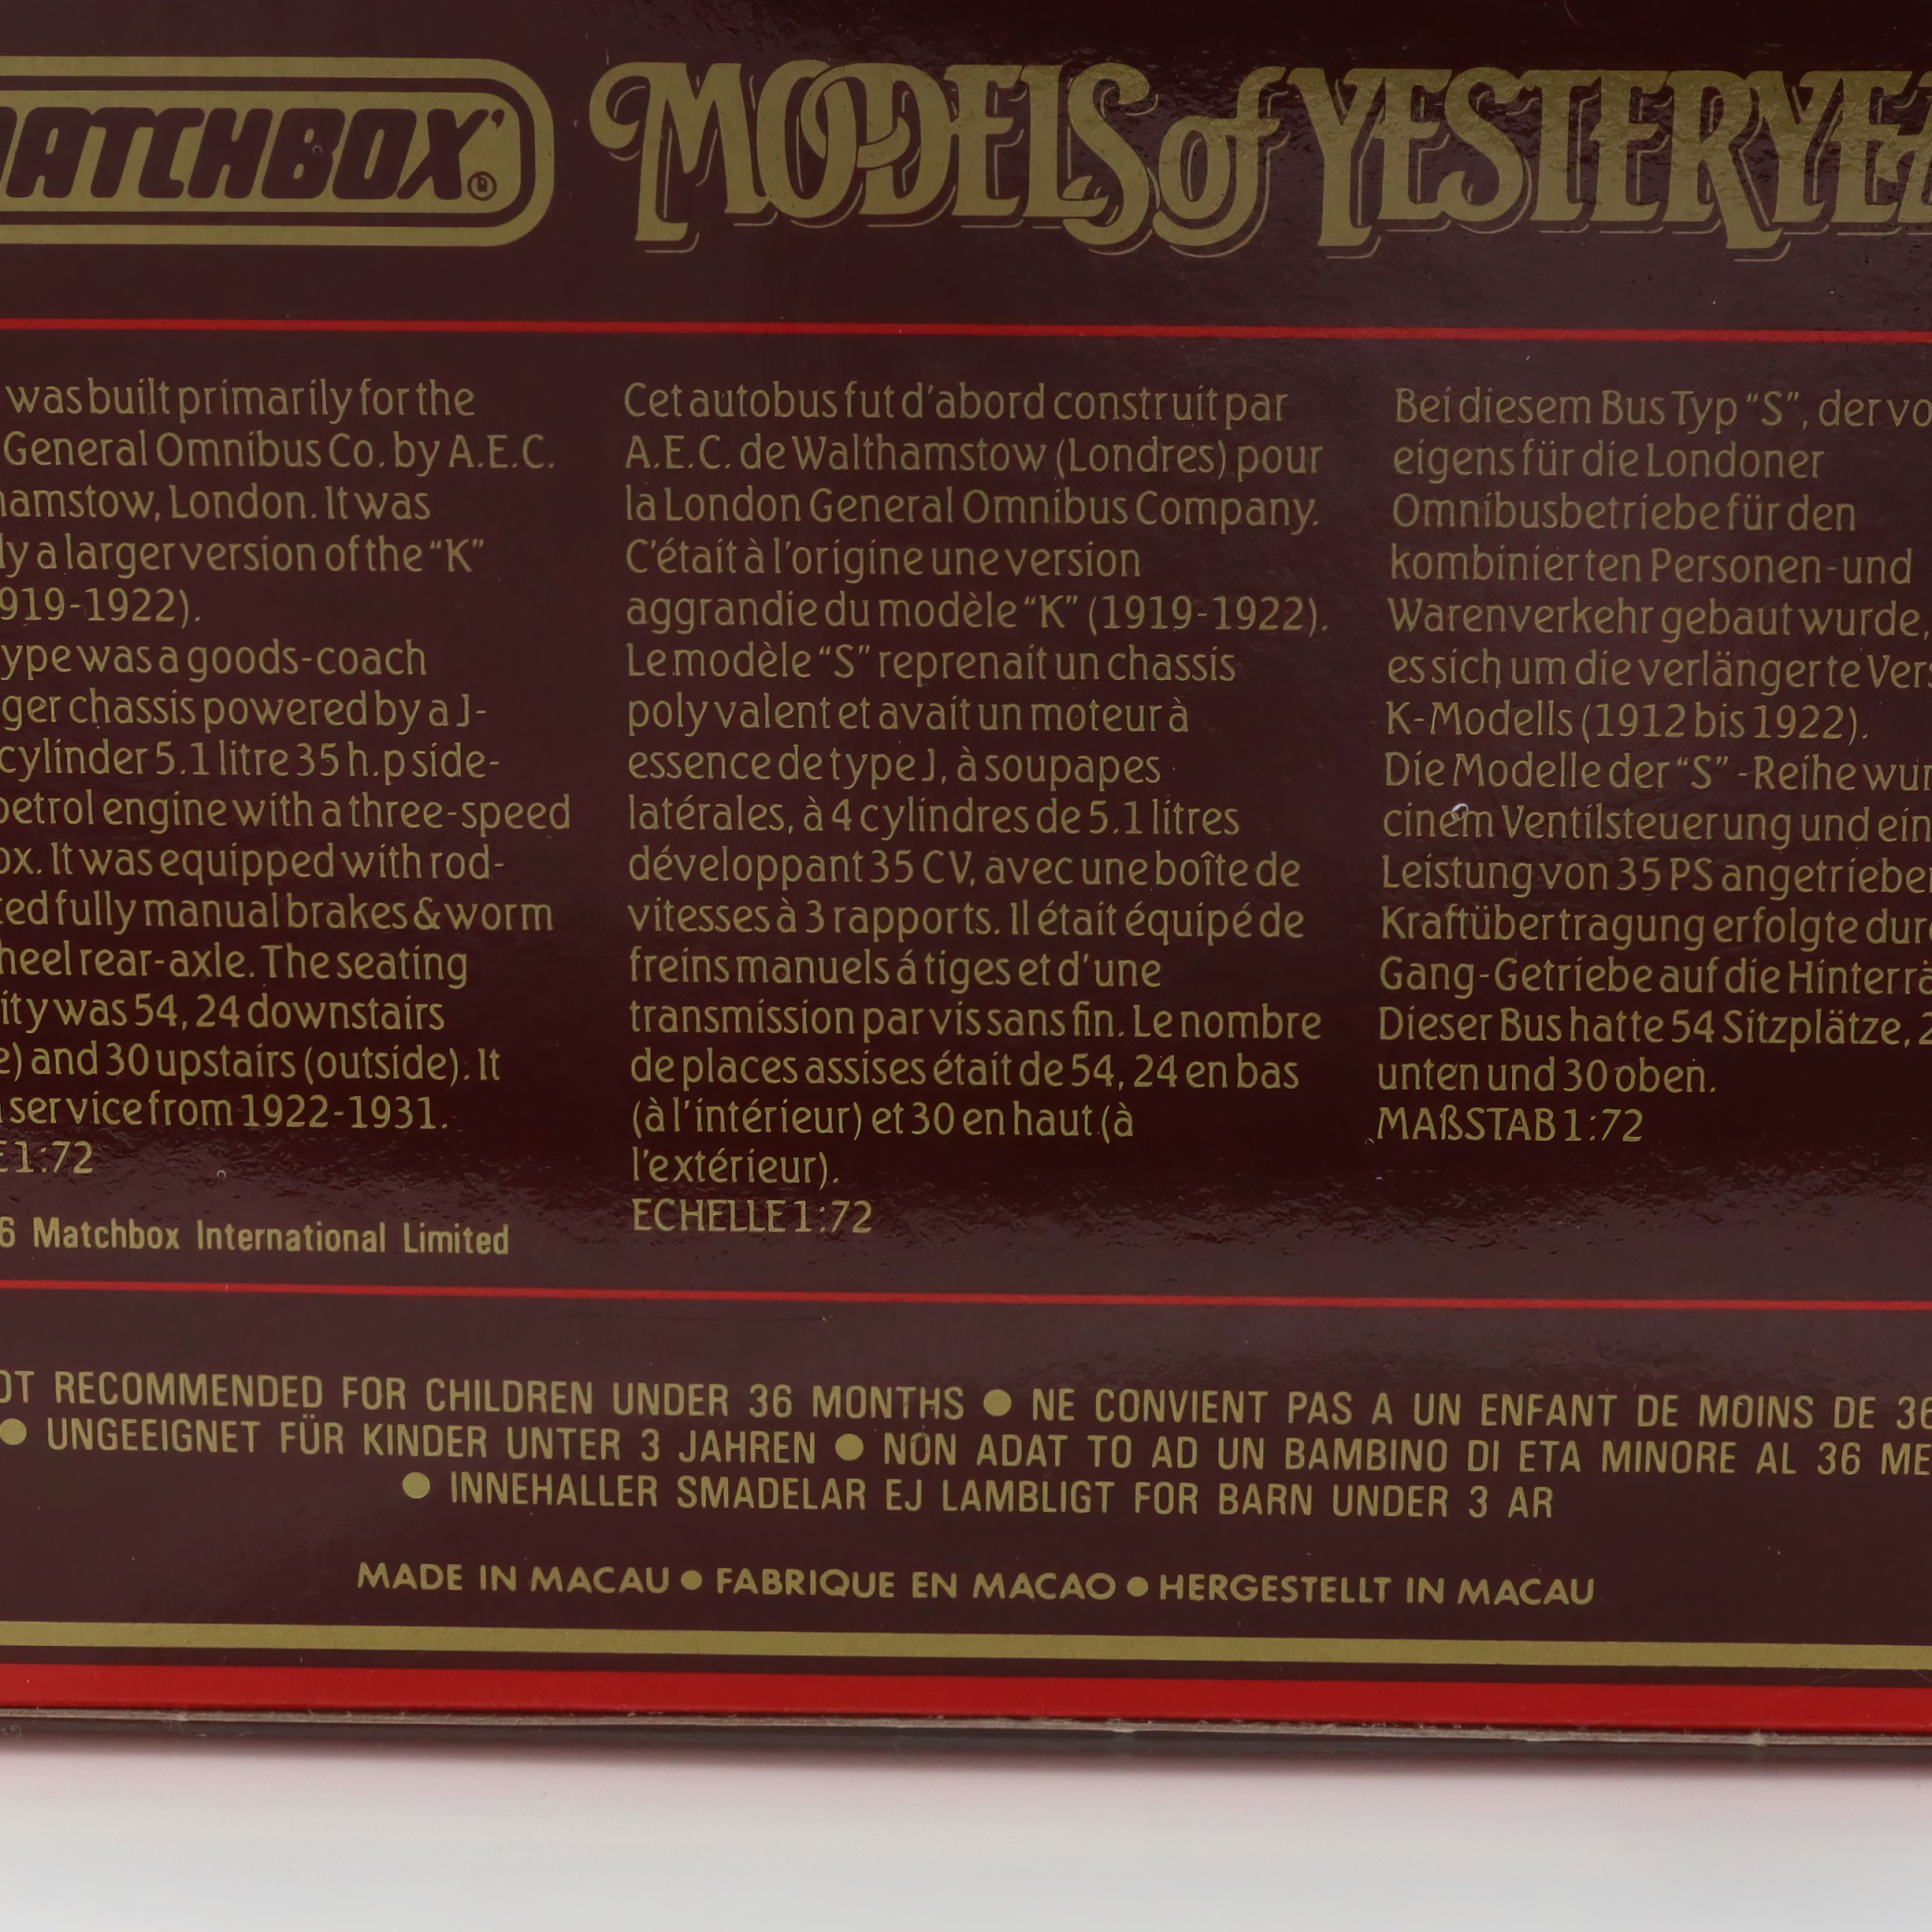 MATCHBOX®
MODELS of YESTERYEA
was built primarily for the
General Omnibus Co. by A.E.C.
hamstow, London. It was
ly a larger version of the “K”
919-1922).
ype was a goods-coach
ger chassis powered by a J-
cylinder 5.1 litre 35 h.p side-
petrol engine with a three-speed
ox. It was equipped with rod-
ted fully manual brakes & worm
heel rear-axle. The seating
ity was 54, 24 downstairs
e) and 30 upstairs (outside). It
service from 1922-1931.
E 1:72
6 Matchbox International Limited
Cet autobus fut d’abord construit par
A.E.C. de Walthamstow (Londres) pour
la London General Omnibus Company.
C’était à l’origine une version
aggrandie du modèle “K” (1919-1922).
Le modèle “S” reprenait un chassis
polyvalent et avait un moteur à
essence de type J, à soupapes
latérales, à 4 cylindres de 5.1 litres
développant 35 CV, avec une boîte de
vitesses à 3 rapports. Il était équipé de
freins manuels á tiges et d’une
transmission par vis sans fin. Le nombre
de places assises était de 54, 24 en bas
(à l’intérieur) et 30 en haut (à
l’extérieur).
ECHELLE 1:72
Bei diesem Bus Typ “S”, der vo
eigens für die Londoner
Omnibusbetriebe für den
kombinierten Personen-und
Warenverkehr gebaut wurde,
es sich um die verlängerte Vers
K-Modells (1912 bis 1922).
Die Modelle der “S” -Reihe wur
cinem Ventilsteuerung und ein
Leistung von 35 PS angetrieben
Kraftübertragung erfolgte dur
Gang-Getriebe auf die Hinterrä
Dieser Bus hatte 54 Sitzplätze, 2
unten und 30 oben.
MAßSTAB 1:72
OT RECOMMENDED FOR CHILDREN UNDER 36 MONTHS ● NE CONVIENT PAS A UN ENFANT DE MOINS DE 36
● UNGEEIGNET FÜR KINDER UNTER 3 JAHREN ● NON ADAT TO AD UN BAMBINO DI ETA MINORE AL 36 ME
● INNEHALLER SMADELAR EJ LAMBLIGT FOR BARN UNDER 3 AR
MADE IN MACAU ● FABRIQUE EN MACAO ● HERGESTELLT IN MACAU